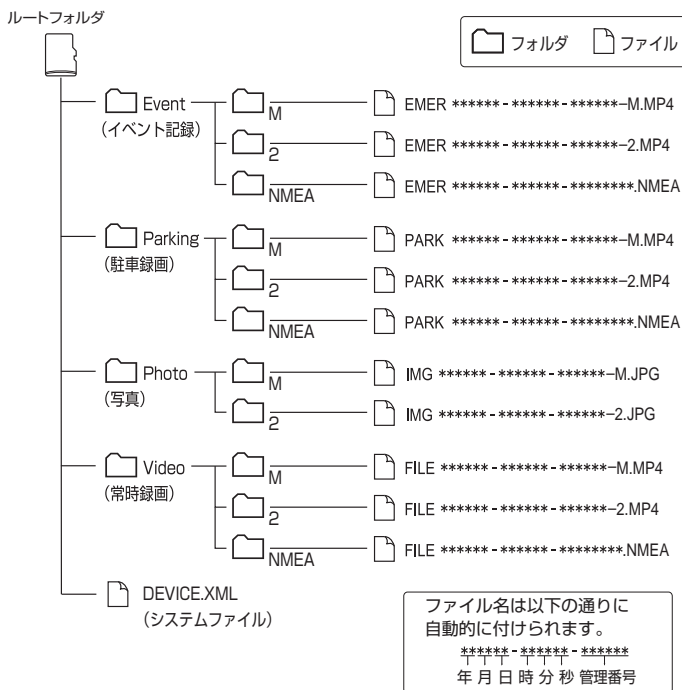 ルートフォルダ
フォルダ ファイル
Event M EMER ******-******-******–M.MP4
(イベント記録)
2 EMER ******-******-******–2.MP4
NMEA EMER ******-******-********.NMEA
Parking M PARK ******-******-******–M.MP4
(駐車録画)
2 PARK ******-******-******–2.MP4
NMEA PARK ******-******-********.NMEA
Photo M IMG ******-******-******–M.JPG
(写真)
2 IMG ******-******-******–2.JPG
Video M FILE ******-******-******–M.MP4
(常時録画)
2 FILE ******-******-******–2.MP4
NMEA FILE ******-******-********.NMEA
DEVICE.XML
(システムファイル)
ファイル名は以下の通りに
自動的に付けられます。
******-******-******
年 月 日 時 分 秒 管理番号